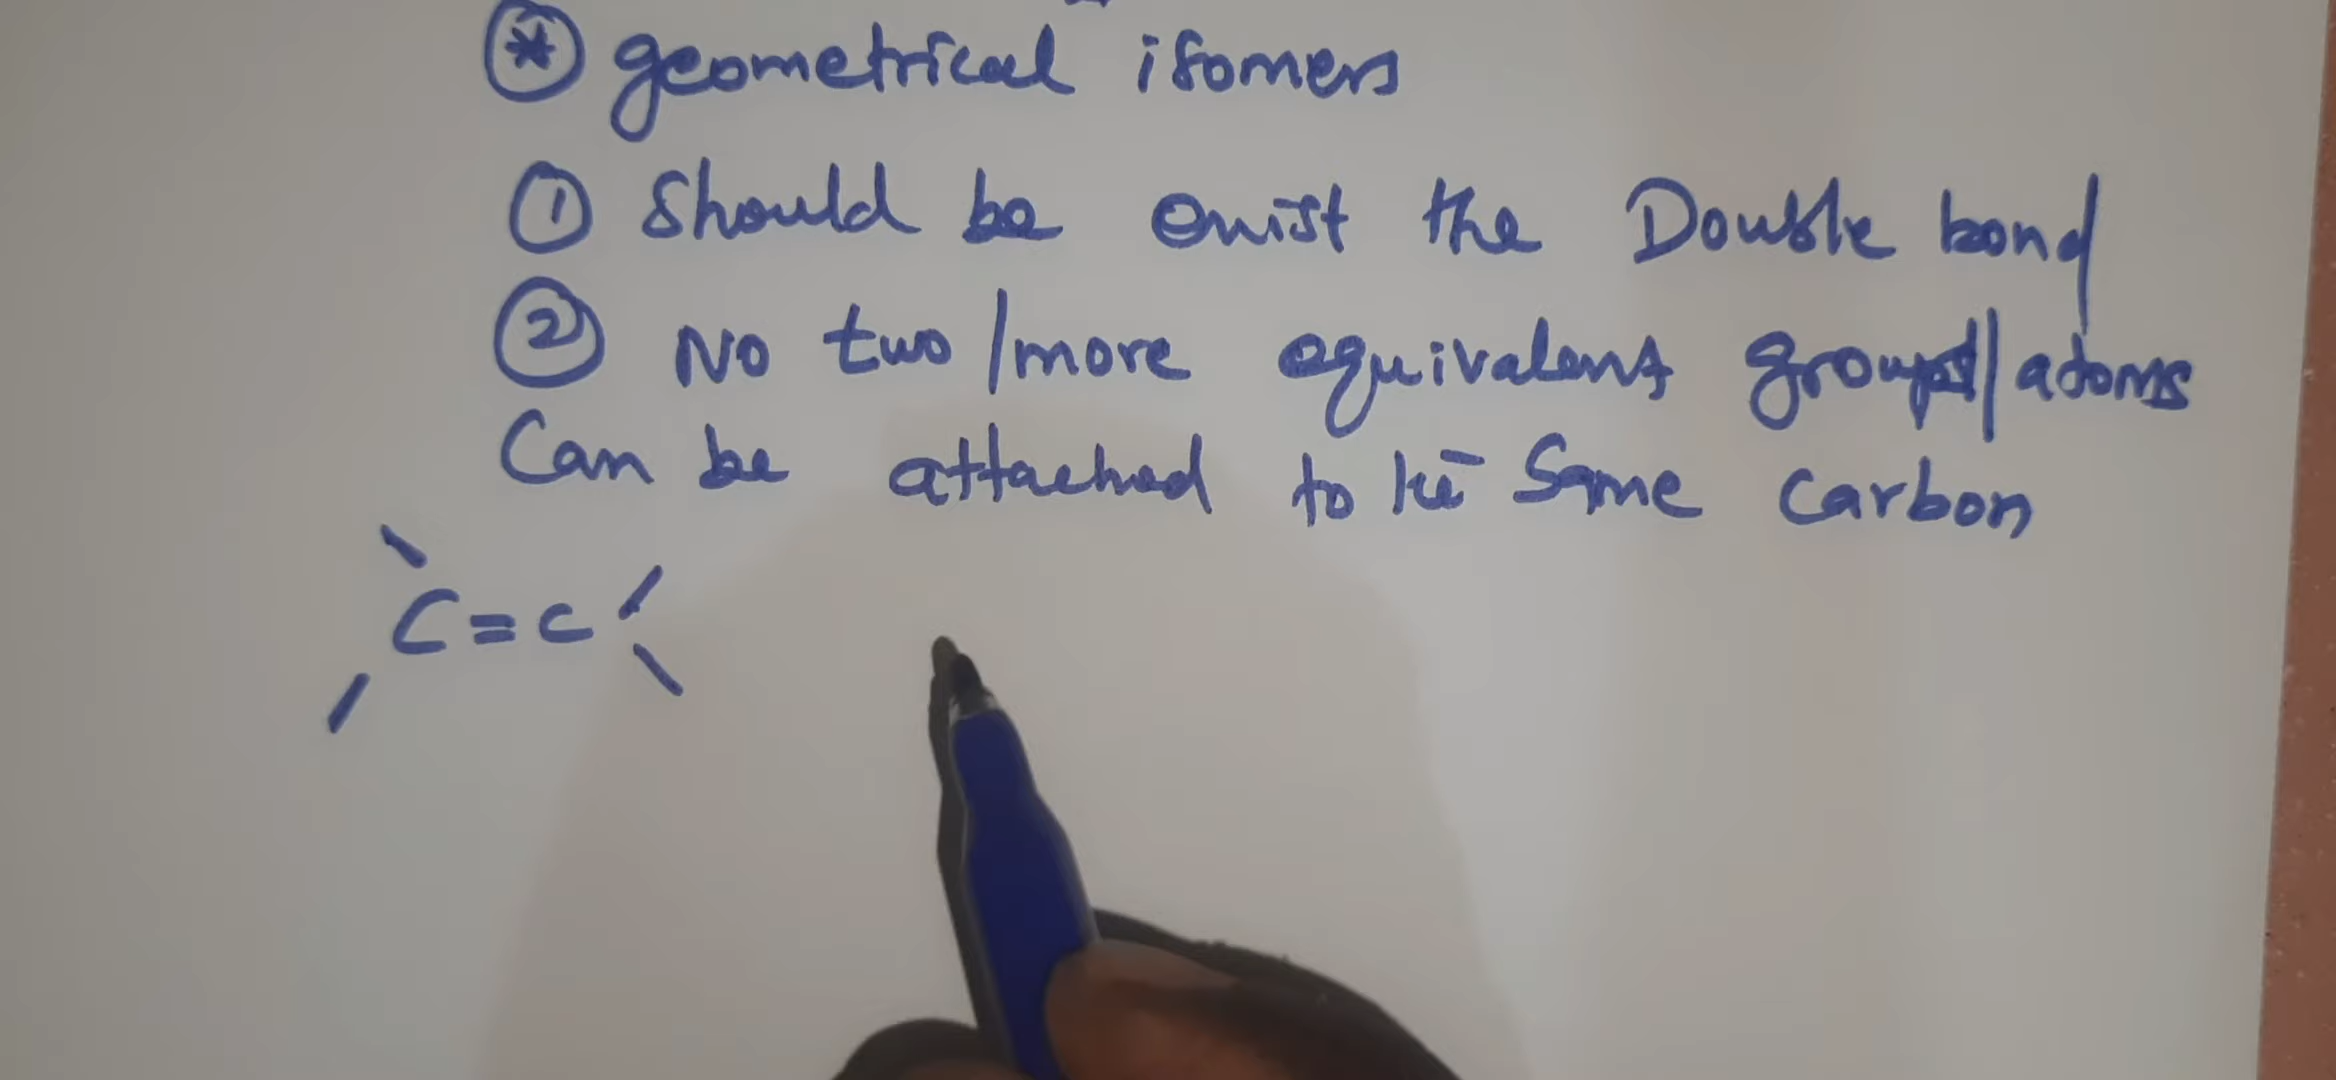 * geometrical isomers
① Should be exist the Double bond
② No two/more equivalent groups/atoms
Can be attached to the Same carbon
C=C